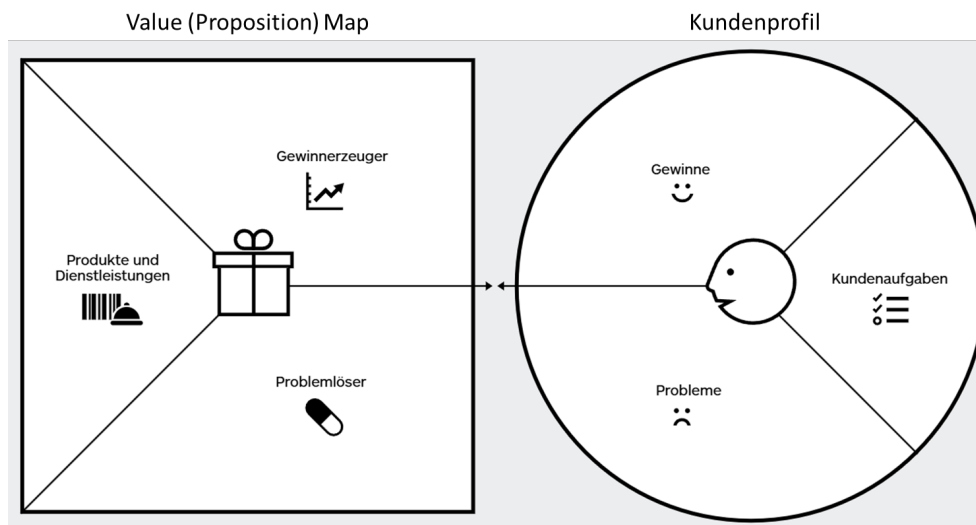 Value (Proposition) Map
Kundenprofil
Gewinnerzeuger
Produkte und
Dienstleistungen
Problemlöser
Gewinne
Kundenaufgaben
Probleme